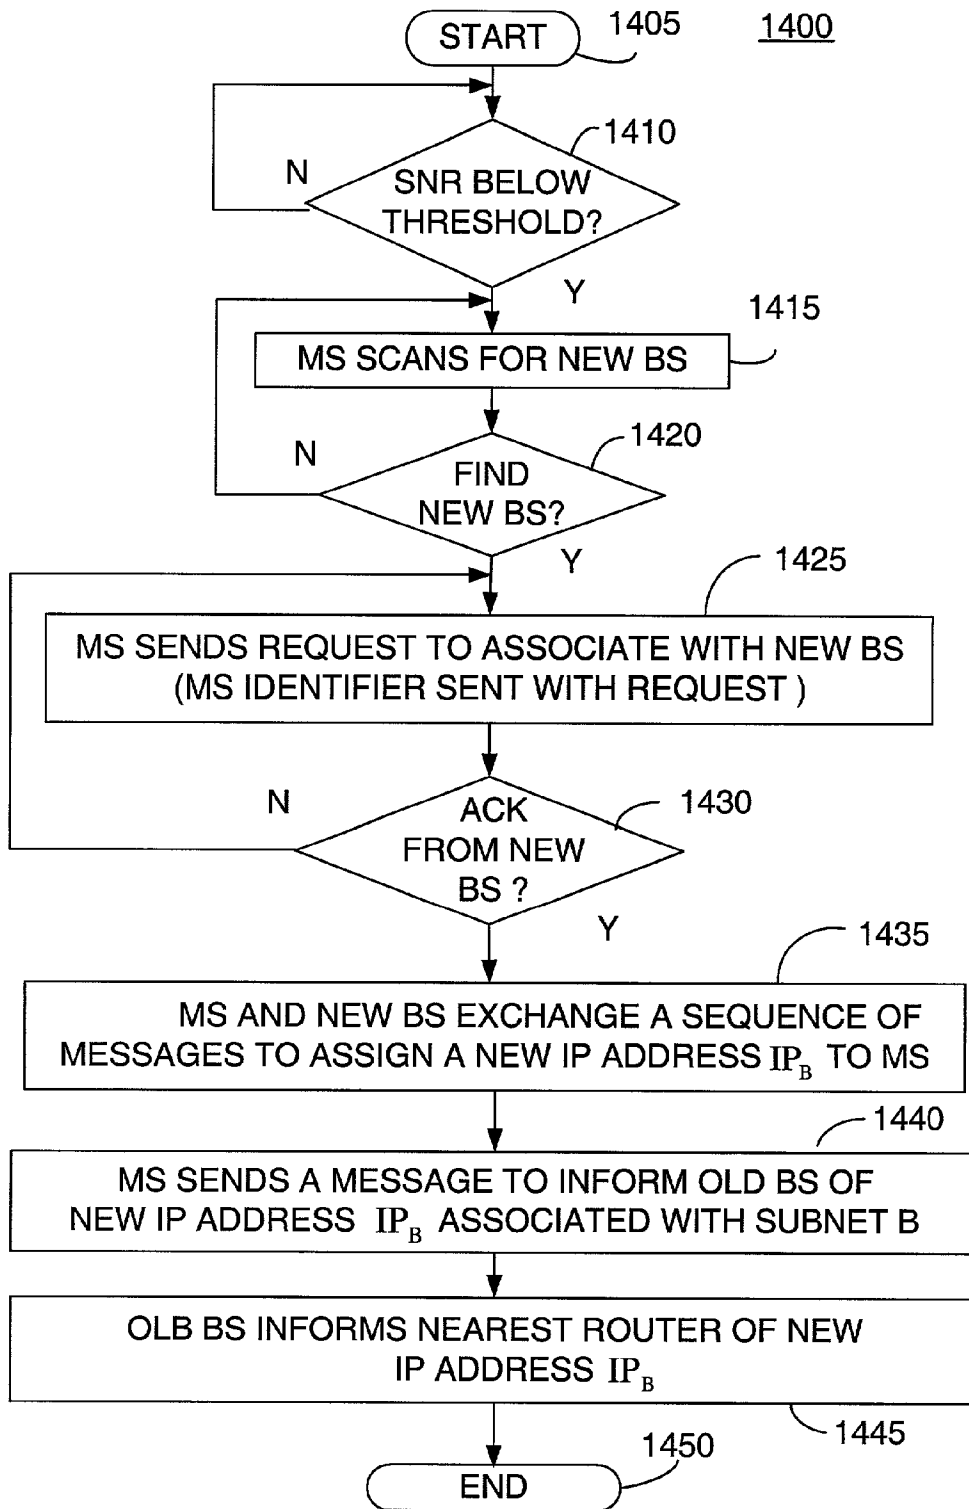 START
1405
1400
1410
N
SNR BELOW
THRESHOLD?
Y
1415
MS SCANS FOR NEW BS
1420
N
FIND
NEW BS?
Y
1425
MS SENDS REQUEST TO ASSOCIATE WITH NEW BS
(MS IDENTIFIER SENT WITH REQUEST )
N
1430
ACK
FROM NEW
BS ?
Y
1435
MS AND NEW BS EXCHANGE A SEQUENCE OF
MESSAGES TO ASSIGN A NEW IP ADDRESS IP_B TO MS
1440
MS SENDS A MESSAGE TO INFORM OLD BS OF
NEW IP ADDRESS IP_B ASSOCIATED WITH SUBNET B
OLB BS INFORMS NEAREST ROUTER OF NEW
IP ADDRESS IP_B
1445
1450
END